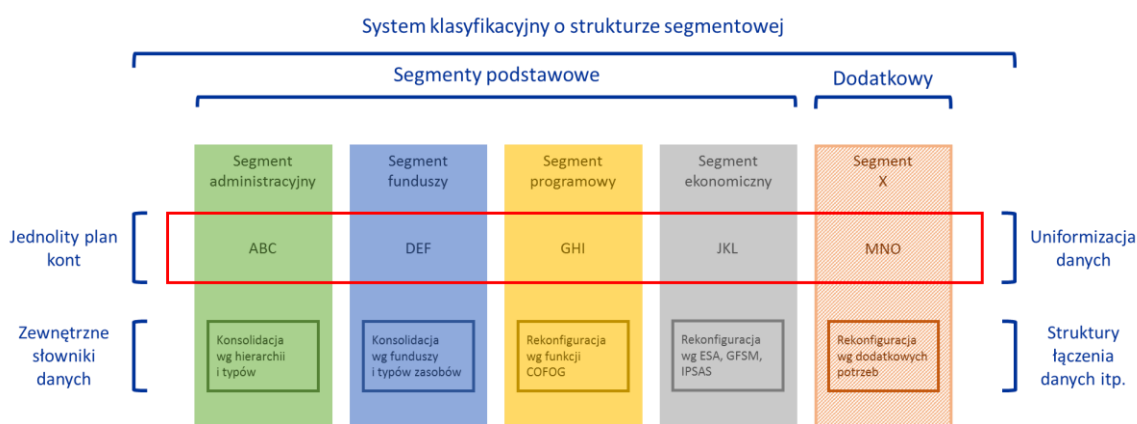 System klasyfikacyjny o strukturze segmentowej
Segmenty podstawowe
Dodatkowy
Segment
administracyjny
Segment
funduszy
Segment
programowy
Segment
ekonomiczny
Segment
X
Jednolity plan
kont
ABC
DEF
GHI
JKL
MNO
Uniformizacja
danych
Zewnętrzne
słowniki
danych
Konsolidacja
wg hierarchii
i typów
Konsolidacja
wg funduszy
i typów zasobów
Rekonfiguracja
wg funkcji
COFOG
Rekonfiguracja
wg ESA, GFSM,
IPSAS
Rekonfiguracja
wg dodatkowych
potrzeb
Struktury
łączenia
danych itp.